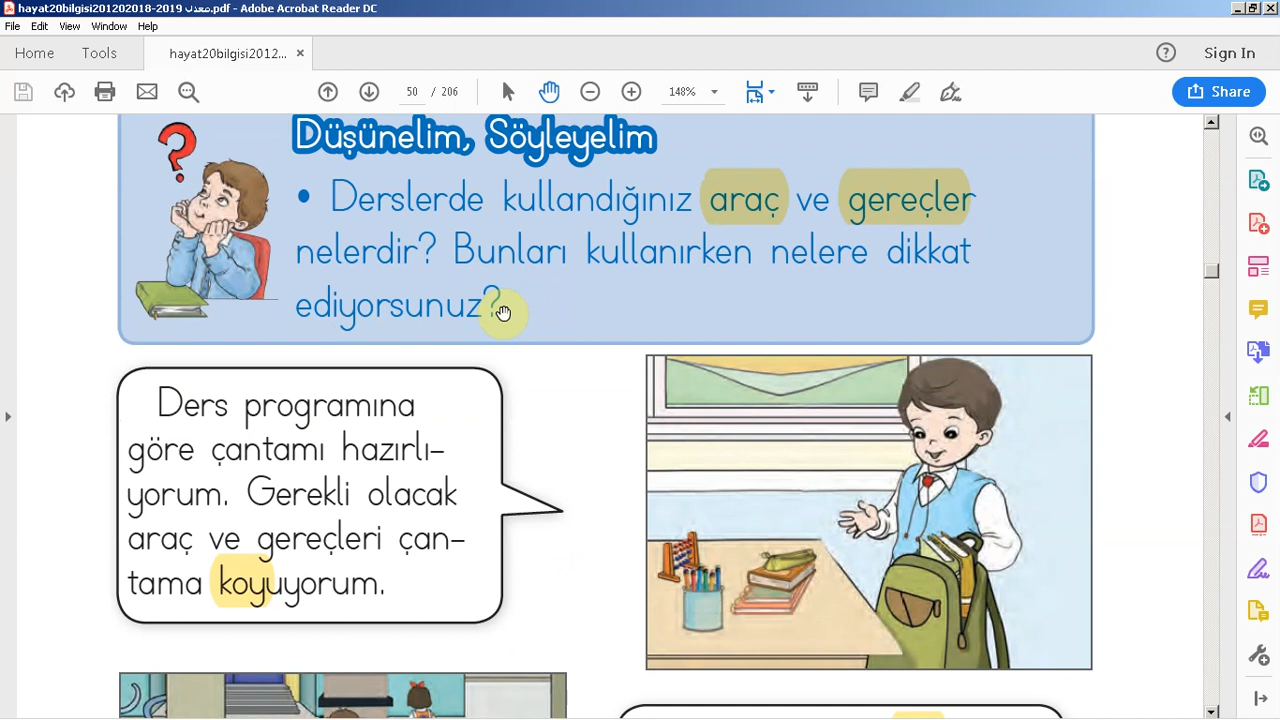 hayat20bilgisi201202018-2019 معدب.pdf - Adobe Acrobat Reader DC
File Edit View Window Help
Home Tools hayat20bilgisi2012... × Sign In
50 / 206 148% Share
Düşünelim, Söyleyelim
• Derslerde kullandığınız araç ve gereçler
nelerdir? Bunları kullanırken nelere dikkat
ediyorsunuz?
Ders programına
göre çantamı hazırlı-
yorum. Gerekli olacak
araç ve gereçleri çan-
tama koyuyorum.